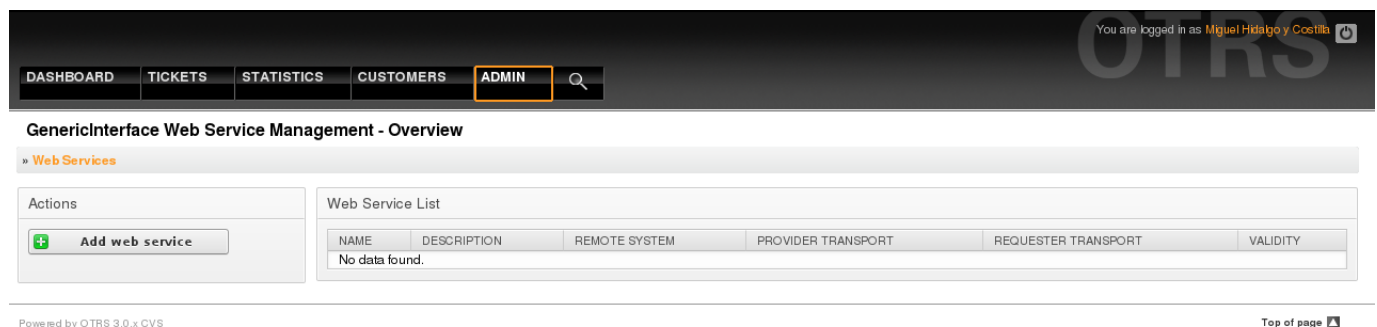 OTRS
You are logged in as Miguel Hidalgo y Costilla
DASHBOARD TICKETS STATISTICS CUSTOMERS ADMIN
GenericInterface Web Service Management - Overview
» Web Services
Actions
Add web service
Web Service List
NAME DESCRIPTION REMOTE SYSTEM PROVIDER TRANSPORT REQUESTER TRANSPORT VALIDITY
No data found.
Powered by OTRS 3.0.x CVS
Top of page